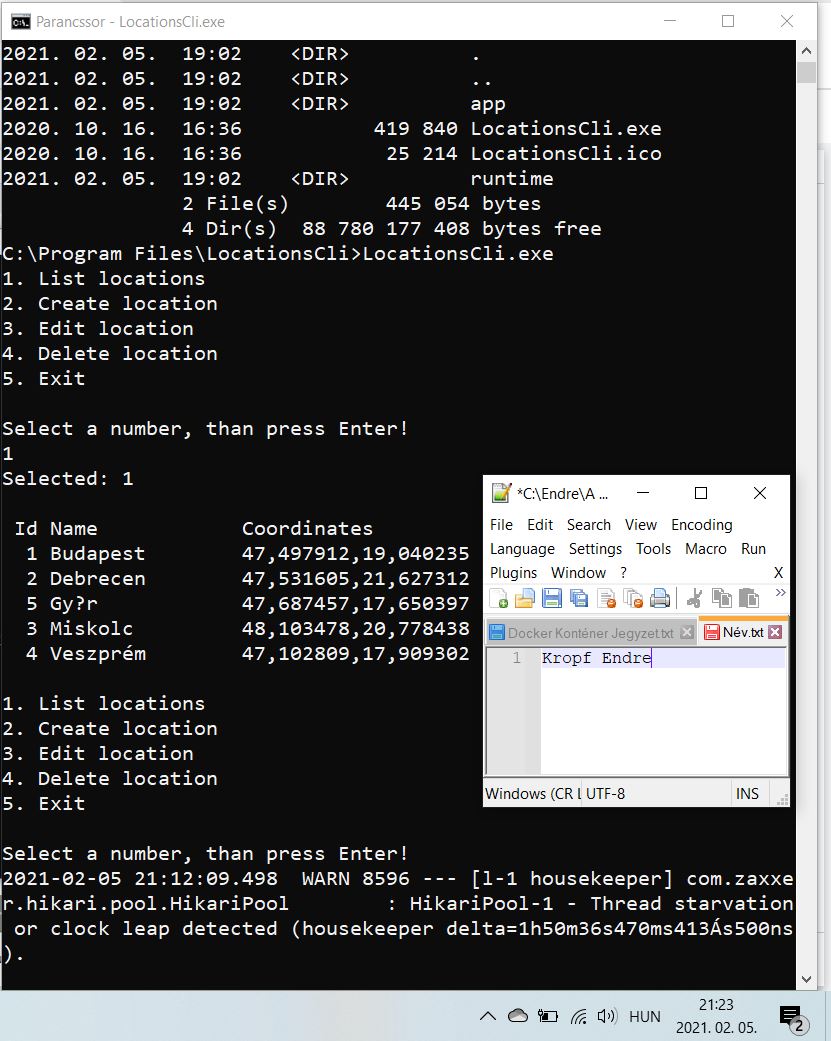 Parancssor - LocationsCli.exe
2021. 02. 05.  19:02    <DIR>          .
2021. 02. 05.  19:02    <DIR>          ..
2021. 02. 05.  19:02    <DIR>          app
2020. 10. 16.  16:36           419 840 LocationsCli.exe
2020. 10. 16.  16:36            25 214 LocationsCli.ico
2021. 02. 05.  19:02    <DIR>          runtime
2 File(s)        445 054 bytes
4 Dir(s)  88 780 177 408 bytes free
C:\Program Files\LocationsCli>LocationsCli.exe
1. List locations
2. Create location
3. Edit location
4. Delete location
5. Exit
Select a number, than press Enter!
1
Selected: 1
Id Name            Coordinates
1 Budapest        47,497912,19,040235
2 Debrecen        47,531605,21,627312
5 Gy?r            47,687457,17,650397
3 Miskolc         48,103478,20,778438
4 Veszprém        47,102809,17,909302
1. List locations
2. Create location
3. Edit location
4. Delete location
5. Exit
Select a number, than press Enter!
2021-02-05 21:12:09.498  WARN 8596 --- [l-1 housekeeper] com.zaxxe
r.hikari.pool.HikariPool        : HikariPool-1 - Thread starvation
or clock leap detected (housekeeper delta=1h50m36s470ms413Ás500ns
).
*C:\Endre\A ...
File Edit Search View Encoding
Language Settings Tools Macro Run
Plugins Window ? X
Docker Konténer Jegyzet.txt Név.txt
1 Kropf Endre
Windows (CR L UTF-8 INS
HUN 21:23
2021. 02. 05. 2